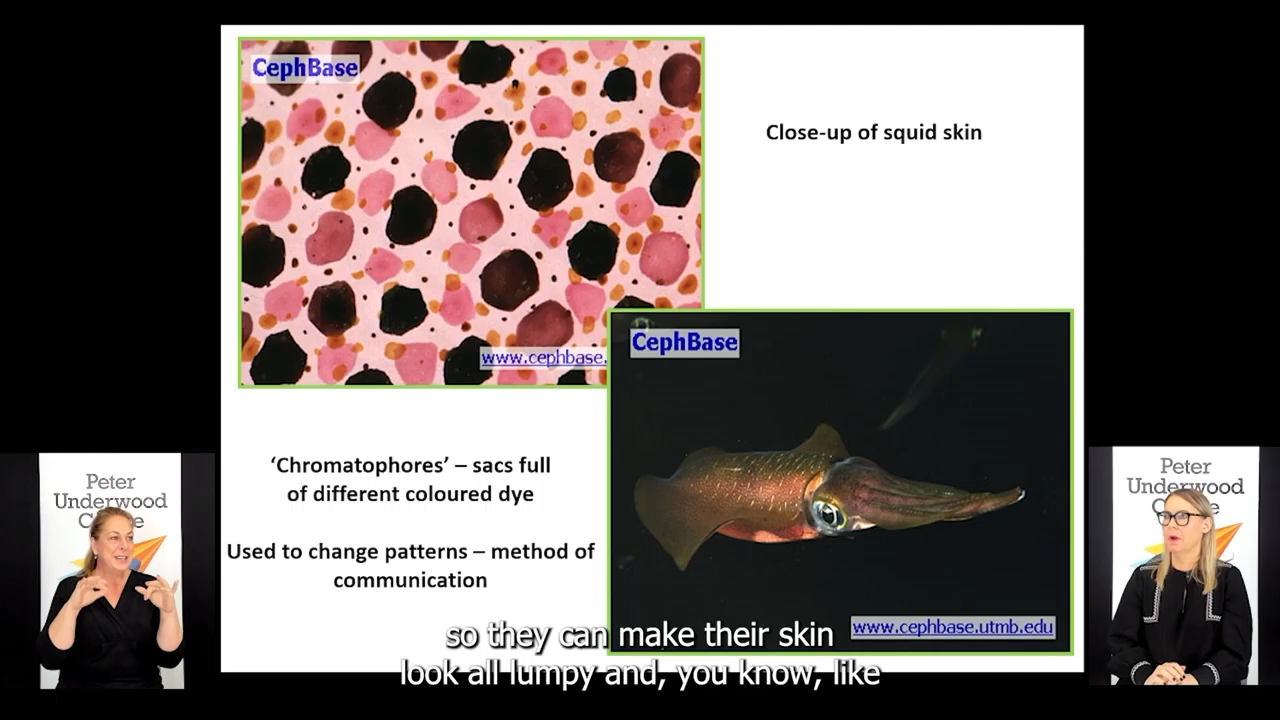 CephBase
www.cephbase.
Close-up of squid skin
CephBase
www.cephbase.utmb.edu
‘Chromatophores’ – sacs full
of different coloured dye
Used to change patterns – method of
communication
Peter
Underwood
Peter
Underwood
so they can make their skin
look all lumpy and, you know, like